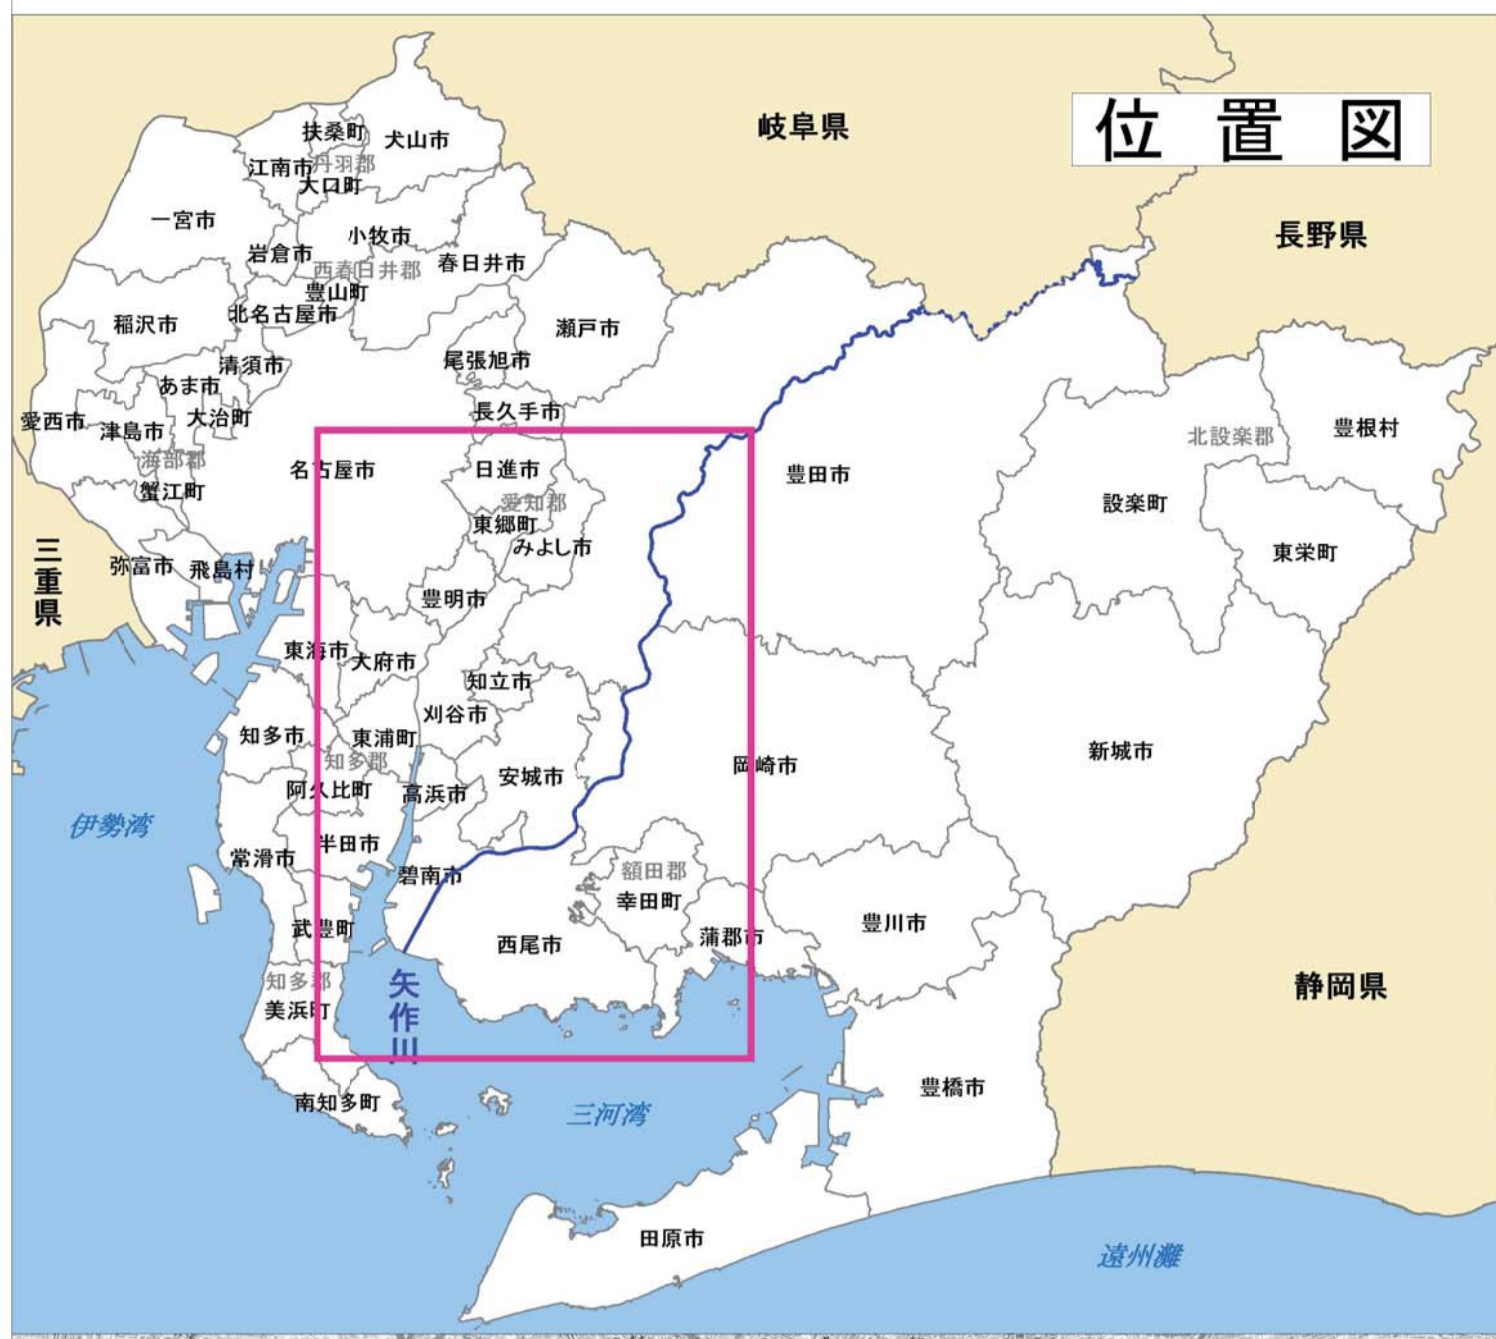 位置図
岐阜県
長野県
扶桑町
犬山市
江南市
丹羽郡
大口町
一宮市
小牧市
岩倉市
西春日井郡
春日井市
豊山町
北名古屋市
稲沢市
瀬戸市
清須市
尾張旭市
あま市
大治町
長久手市
愛西市
津島市
豊根村
北設楽郡
海部郡
名古屋市
日進市
豊田市
蟹江町
愛知郡
設楽町
東郷町
みよし市
東栄町
三重県
弥富市
飛島村
豊明市
東海市
大府市
知立市
刈谷市
知多市
東浦町
知多郡
新城市
岡崎市
安城市
阿久比町
高浜市
伊勢湾
半田市
常滑市
碧南市
額田郡
幸田町
豊川市
武豊町
西尾市
蒲郡市
知多郡
矢作川
静岡県
美浜町
豊橋市
南知多町
三河湾
田原市
遠州灘